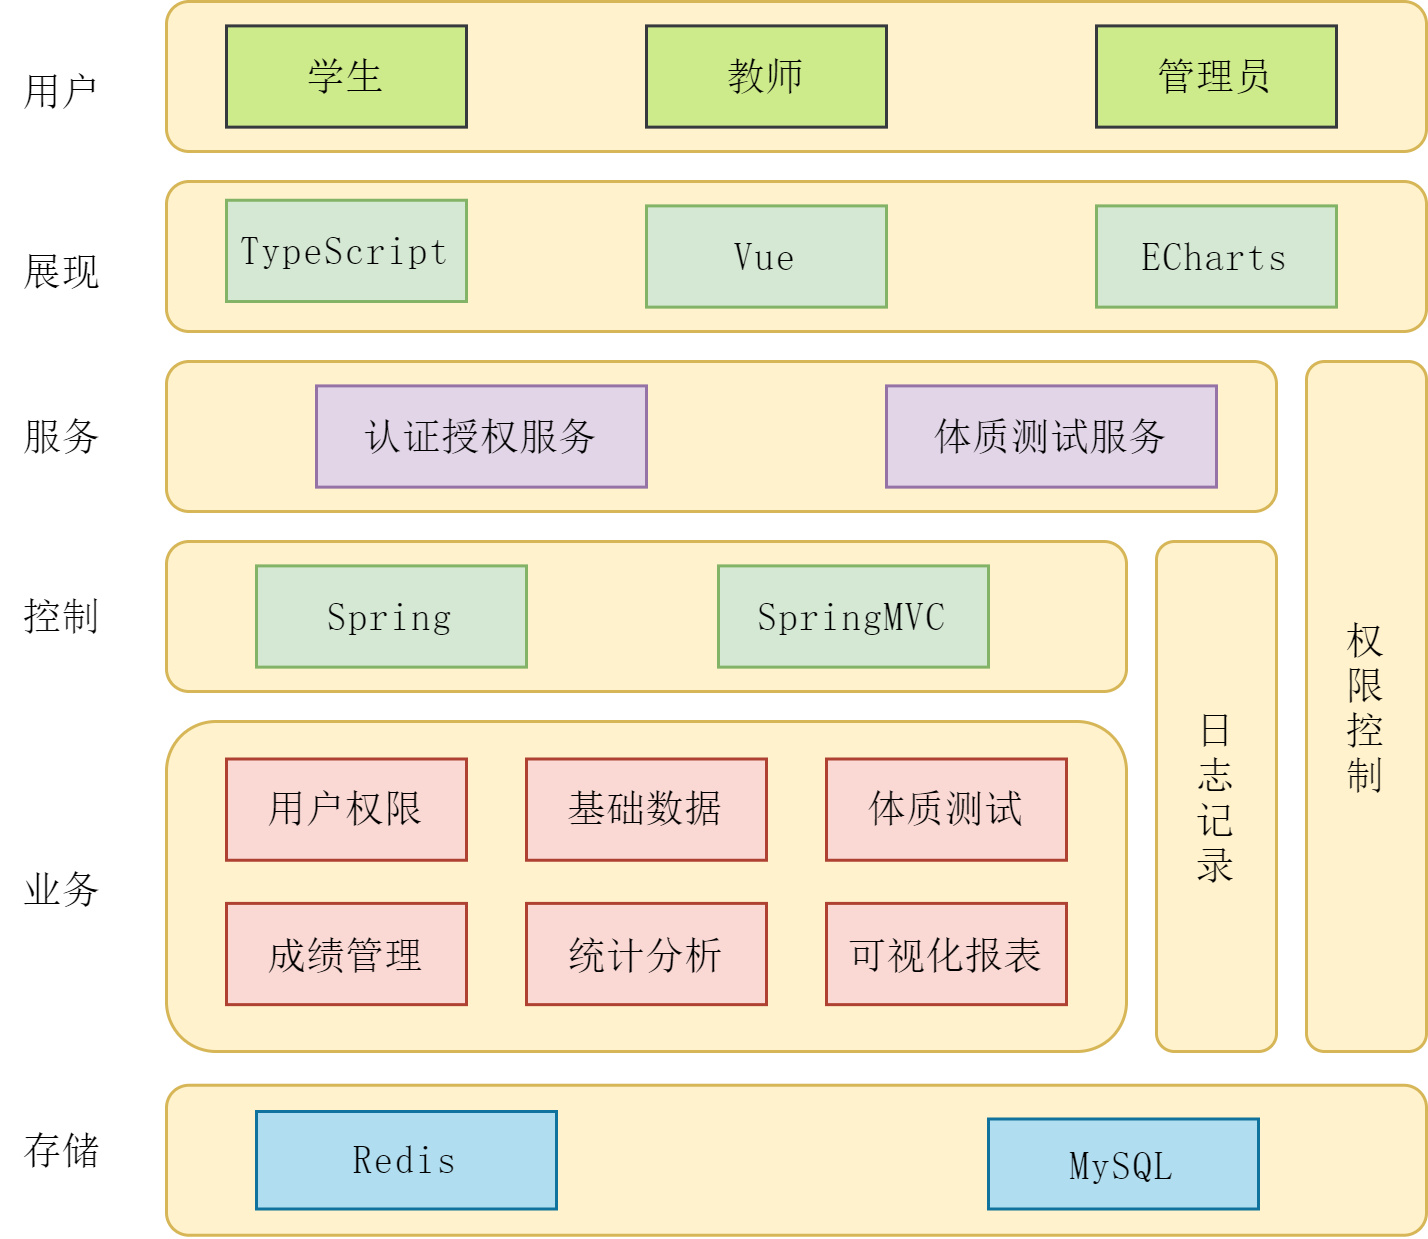 用户
学生
教师
管理员
展现
TypeScript
Vue
ECharts
服务
认证授权服务
体质测试服务
控制
Spring
SpringMVC
业务
用户权限
基础数据
体质测试
成绩管理
统计分析
可视化报表
日志记录
权限控制
存储
Redis
MySQL